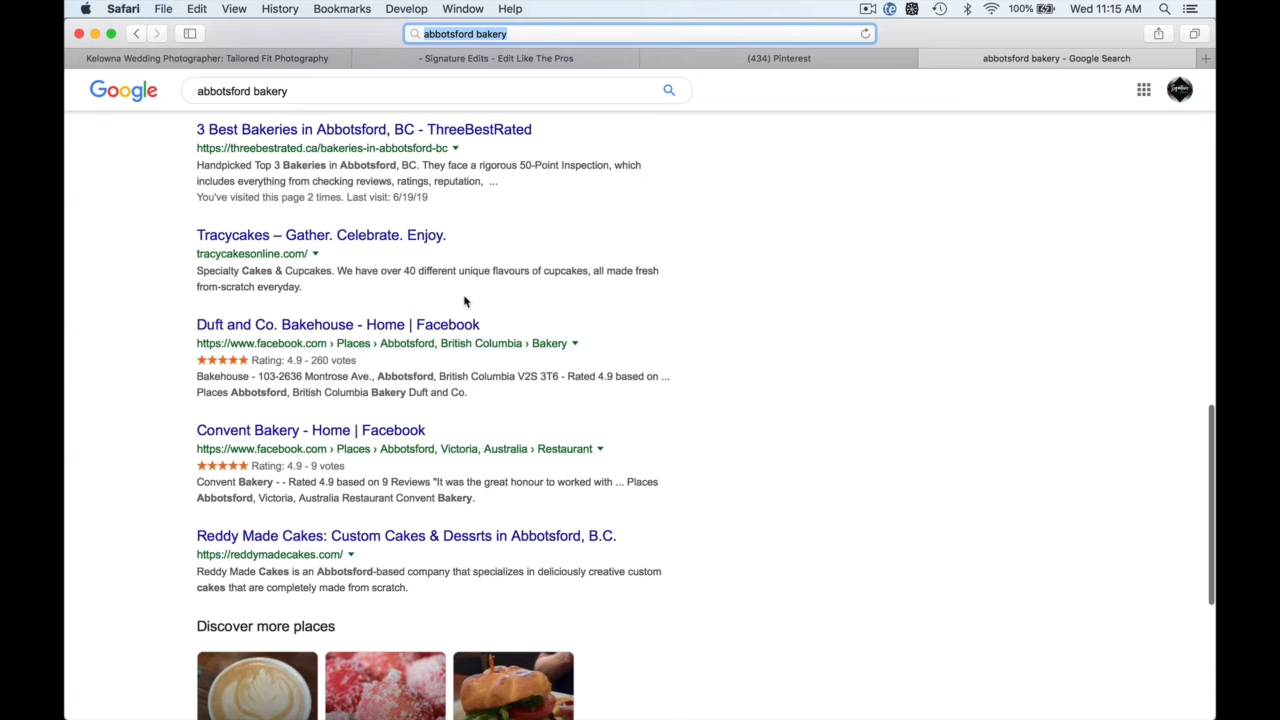 Safari File Edit View History Bookmarks Develop Window Help 100% Wed 11:15 AM
abbotsford bakery
Kelowna Wedding Photographer: Tailored Fit Photography - Signature Edits - Edit Like The Pros (434) Pinterest abbotsford bakery - Google Search
Google abbotsford bakery
3 Best Bakeries in Abbotsford, BC - ThreeBestRated
https://threebestrated.ca/bakeries-in-abbotsford-bc
Handpicked Top 3 Bakeries in Abbotsford, BC. They face a rigorous 50-Point Inspection, which
includes everything from checking reviews, ratings, reputation, ...
You've visited this page 2 times. Last visit: 6/19/19
Tracycakes – Gather. Celebrate. Enjoy.
tracycakesonline.com/
Specialty Cakes & Cupcakes. We have over 40 different unique flavours of cupcakes, all made fresh
from-scratch everyday.
Duft and Co. Bakehouse - Home | Facebook
https://www.facebook.com › Places › Abbotsford, British Columbia › Bakery
Rating: 4.9 - 260 votes
Bakehouse - 103-2636 Montrose Ave., Abbotsford, British Columbia V2S 3T6 - Rated 4.9 based on ...
Places Abbotsford, British Columbia Bakery Duft and Co.
Convent Bakery - Home | Facebook
https://www.facebook.com › Places › Abbotsford, Victoria, Australia › Restaurant
Rating: 4.9 - 9 votes
Convent Bakery - - Rated 4.9 based on 9 Reviews "It was the great honour to worked with ... Places
Abbotsford, Victoria, Australia Restaurant Convent Bakery.
Reddy Made Cakes: Custom Cakes & Dessrts in Abbotsford, B.C.
https://reddymadecakes.com/
Reddy Made Cakes is an Abbotsford-based company that specializes in deliciously creative custom
cakes that are completely made from scratch.
Discover more places